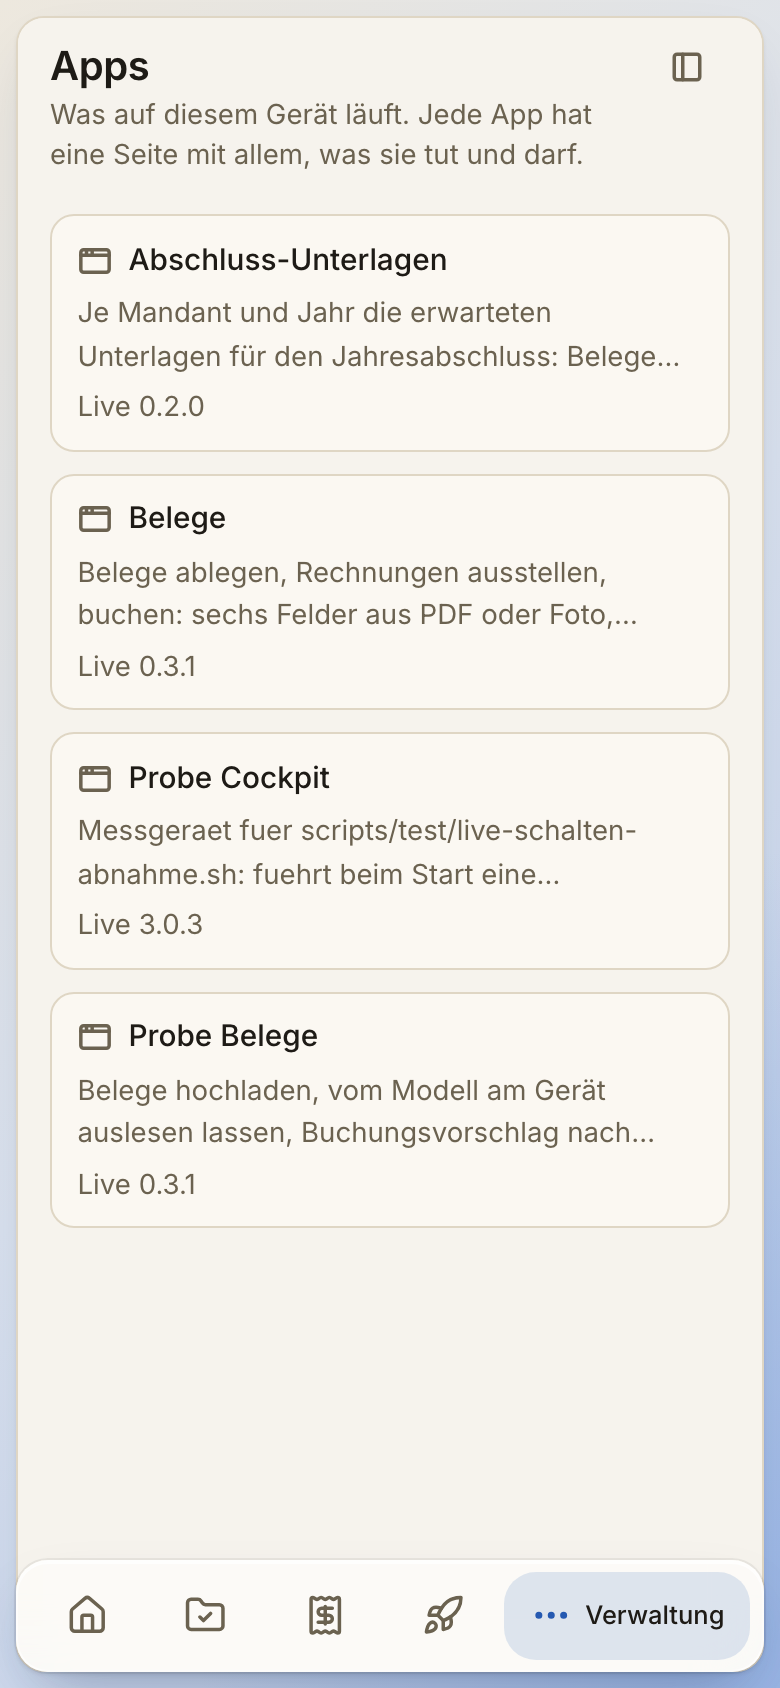 Apps
Was auf diesem Gerät läuft. Jede App hat
eine Seite mit allem, was sie tut und darf.
Abschluss-Unterlagen
Je Mandant und Jahr die erwarteten
Unterlagen für den Jahresabschluss: Belege...
Live 0.2.0
Belege
Belege ablegen, Rechnungen ausstellen,
buchen: sechs Felder aus PDF oder Foto,...
Live 0.3.1
Probe Cockpit
Messgeraet fuer scripts/test/live-schalten-
abnahme.sh: fuehrt beim Start eine...
Live 3.0.3
Probe Belege
Belege hochladen, vom Modell am Gerät
auslesen lassen, Buchungsvorschlag nach...
Live 0.3.1
Verwaltung